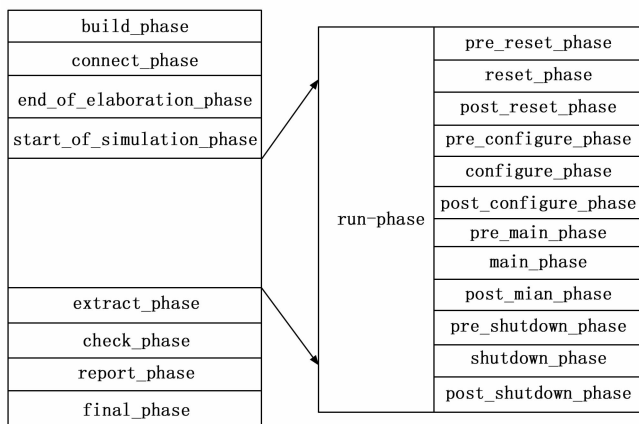 build_phase
connect_phase
end_of_elaboration_phase
start_of_simulation_phase
extract_phase
check_phase
report_phase
final_phase
run-phase
pre_reset_phase
reset_phase
post_reset_phase
pre_configure_phase
configure_phase
post_configure_phase
pre_main_phase
main_phase
post_mian_phase
pre_shutdown_phase
shutdown_phase
post_shutdown_phase